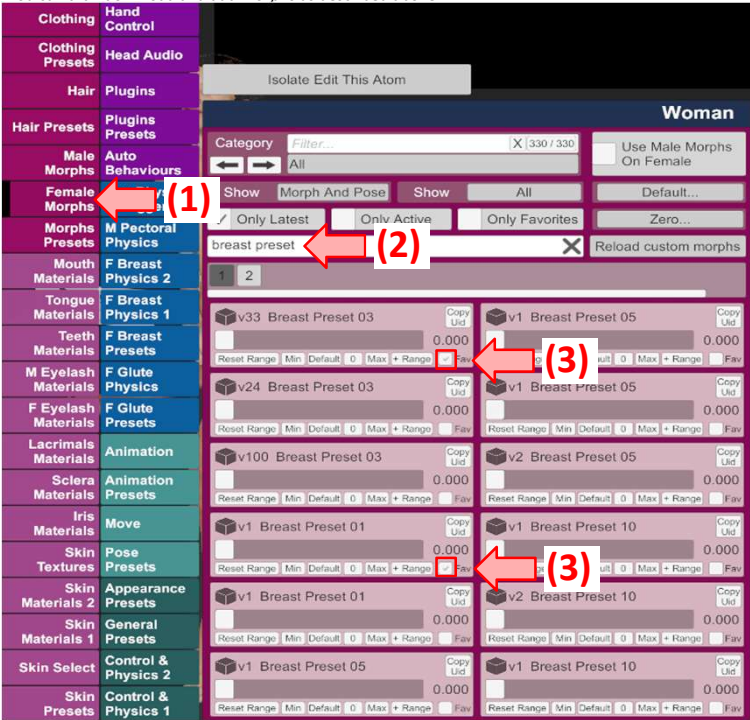 Clothing
Hand
Control
Clothing
Presets
Head Audio
Hair
Plugins
Hair Presets
Plugins
Presets
Male
Morphs
Auto
Behaviours
Female
Morphs
Morphs
Presets
M Pectoral
Physics
Mouth
Materials
F Breast
Physics 2
Tongue
Materials
F Breast
Physics 1
Teeth
Materials
F Breast
Presets
M Eyelash
Materials
F Glute
Physics
F Eyelash
Materials
F Glute
Presets
Lacrimals
Materials
Animation
Sclera
Materials
Animation
Presets
Iris
Materials
Move
Skin
Textures
Pose
Presets
Skin
Materials 2
Appearance
Presets
Skin
Materials 1
General
Presets
Skin Select
Control &
Physics 2
Skin
Presets
Control &
Physics 1
(1)
Isolate Edit This Atom
Woman
Category Filter... X 330 / 330
All
Use Male Morphs
On Female
Show Morph And Pose Show All Default...
Only Latest Only Active Only Favorites Zero...
breast preset (2) Reload custom morphs
1 2
v33 Breast Preset 03 Copy Uid
0.000
Reset Range Min Default 0 Max + Range Fav
v1 Breast Preset 05 Copy Uid
0.000
(3) 0 Max + Range Fav
v24 Breast Preset 03 Copy Uid
0.000
Reset Range Min Default 0 Max + Range Fav
v1 Breast Preset 05 Copy Uid
0.000
Reset Range Min Default 0 Max + Range Fav
v100 Breast Preset 03 Copy Uid
0.000
Reset Range Min Default 0 Max + Range Fav
v2 Breast Preset 05 Copy Uid
0.000
Reset Range Min Default 0 Max + Range Fav
v1 Breast Preset 01 Copy Uid
0.000
Reset Range Min Default 0 Max + Range Fav
v1 Breast Preset 10 Copy Uid
0.000
(3) 0 Max + Range Fav
v1 Breast Preset 01 Copy Uid
0.000
Reset Range Min Default 0 Max + Range Fav
v2 Breast Preset 10 Copy Uid
0.000
Reset Range Min Default 0 Max + Range Fav
v1 Breast Preset 05 Copy Uid
0.000
Reset Range Min Default 0 Max + Range Fav
v1 Breast Preset 10 Copy Uid
0.000
Reset Range Min Default 0 Max + Range Fav